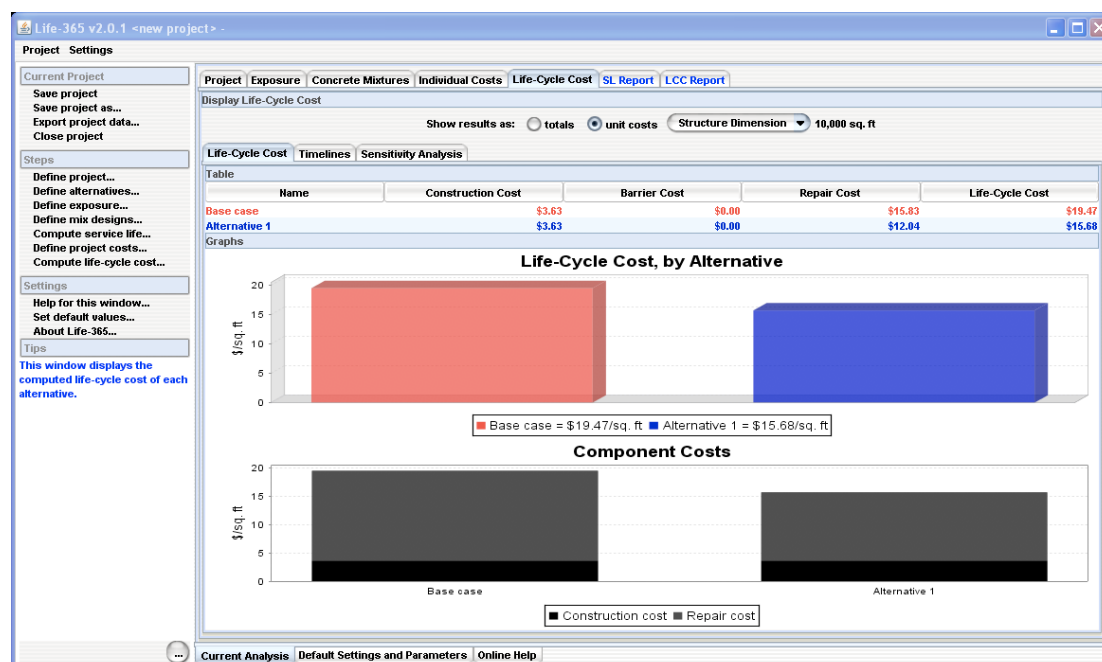 Life-365 v2.0.1 <new project> -
Project Settings
Current Project
Save project
Save project as...
Export project data...
Close project
Steps
Define project...
Define alternatives...
Define exposure...
Define mix designs...
Compute service life...
Define project costs...
Compute life-cycle cost...
Settings
Help for this window...
Set default values...
About Life-365...
Tips
This window displays the
computed life-cycle cost of each
alternative.
...
Project Exposure Concrete Mixtures Individual Costs Life-Cycle Cost SL Report LCC Report
Display Life-Cycle Cost
Show results as: totals unit costs Structure Dimension 10,000 sq. ft
Life-Cycle Cost Timelines Sensitivity Analysis
Table
Name Construction Cost Barrier Cost Repair Cost Life-Cycle Cost
Base case $3.63 $0.00 $15.83 $19.47
Alternative 1 $3.63 $0.00 $12.04 $15.68
Graphs
Life-Cycle Cost, by Alternative
$/sq. ft
20
15
10
5
0
Base case = $19.47/sq. ft Alternative 1 = $15.68/sq. ft
Component Costs
$/sq. ft
20
15
10
5
0
Base case Alternative 1
Construction cost Repair cost
Current Analysis Default Settings and Parameters Online Help